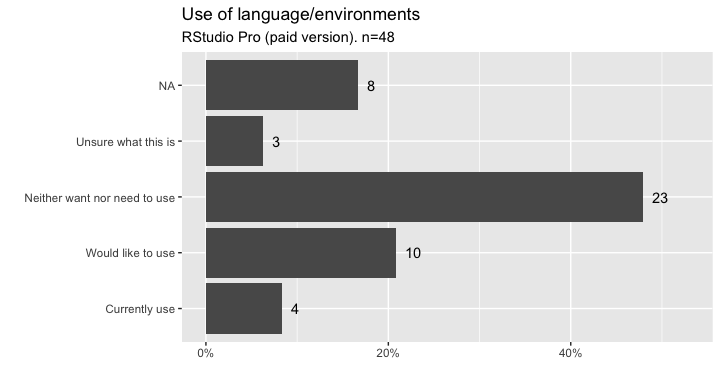 Use of language/environments
RStudio Pro (paid version). n=48
NA
8
Unsure what this is
3
Neither want nor need to use
23
Would like to use
10
Currently use
4
0%
20%
40%